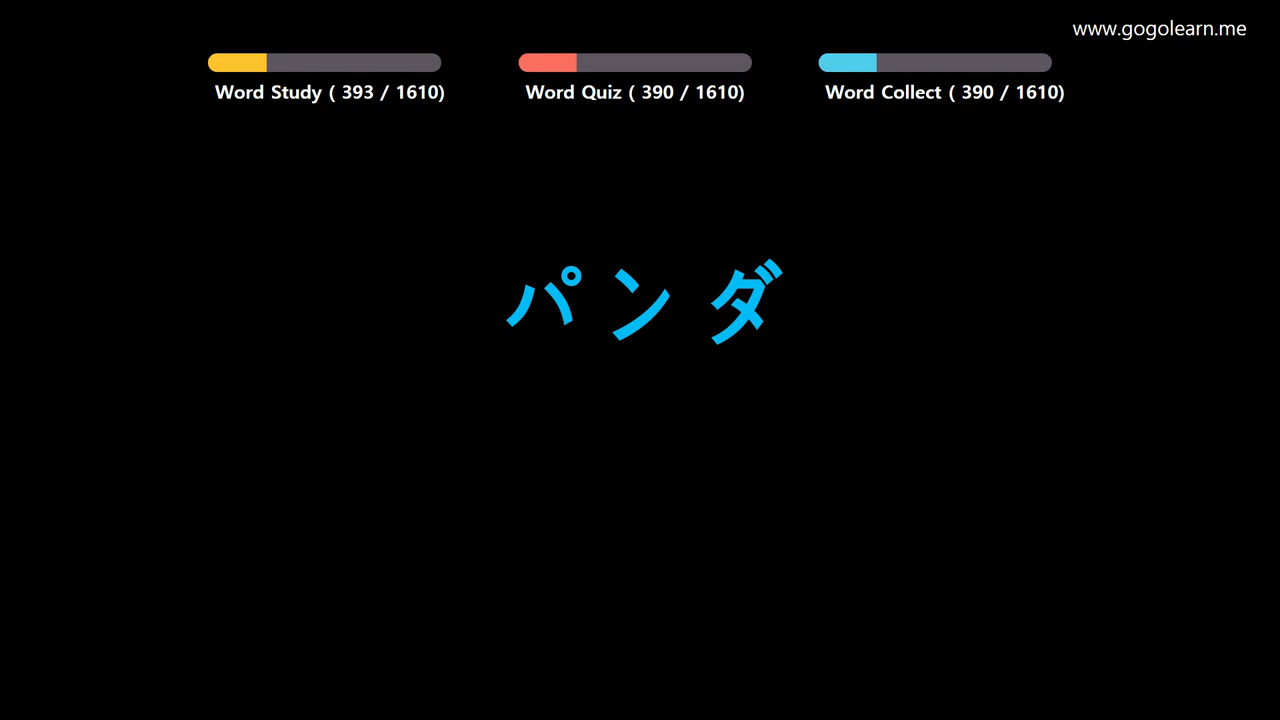 www.gogolearn.me
Word Study ( 393 / 1610)
Word Quiz ( 390 / 1610)
Word Collect ( 390 / 1610)
パンダ